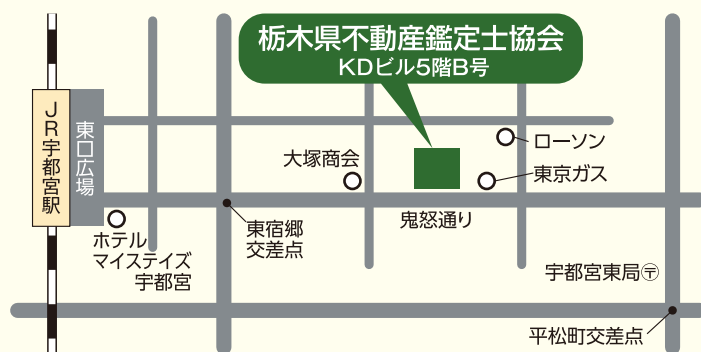 栃木県不動産鑑定士協会
KDビル5階B号
JR宇都宮駅
東口広場
大塚商会
ローソン
東京ガス
鬼怒通り
ホテル
マイステイズ
宇都宮
東宿郷
交差点
宇都宮東局〶
平松町交差点